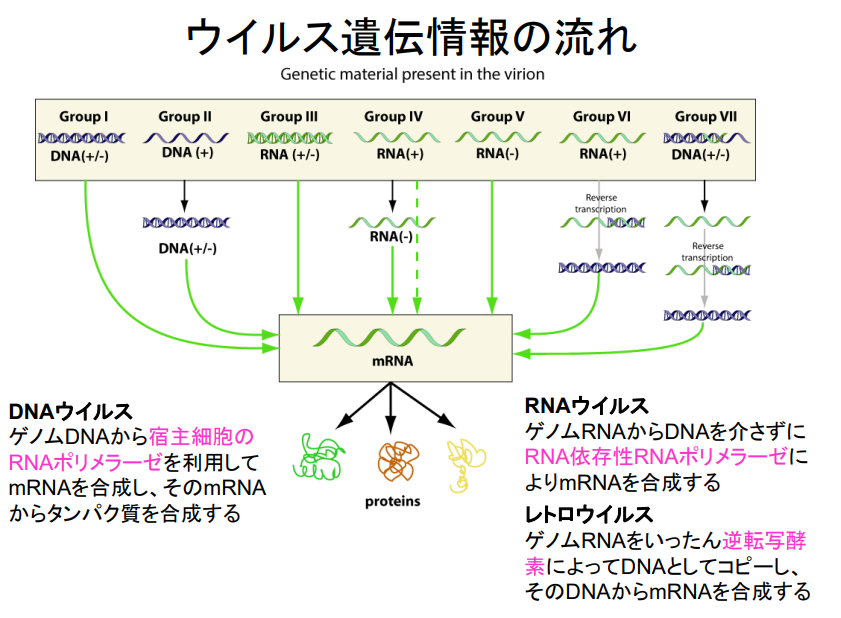 ウイルス遺伝情報の流れ
Genetic material present in the virion
Group I
Group II
Group III
Group IV
Group V
Group VI
Group VII
DNA(+/-)
DNA (+)
RNA (+/-)
RNA(+)
RNA(-)
RNA(+)
DNA(+/-)
DNA(+/-)
RNA(-)
Reverse
transcription
Reverse
transcription
mRNA
proteins
DNAウイルス
ゲノムDNAから宿主細胞の
RNAポリメラーゼを利用して
mRNAを合成し、そのmRNA
からタンパク質を合成する
RNAウイルス
ゲノムRNAからDNAを介さずに
RNA依存性RNAポリメラーゼに
よりmRNAを合成する
レトロウイルス
ゲノムRNAをいったん逆転写酵
素によってDNAとしてコピーし、
そのDNAからmRNAを合成する